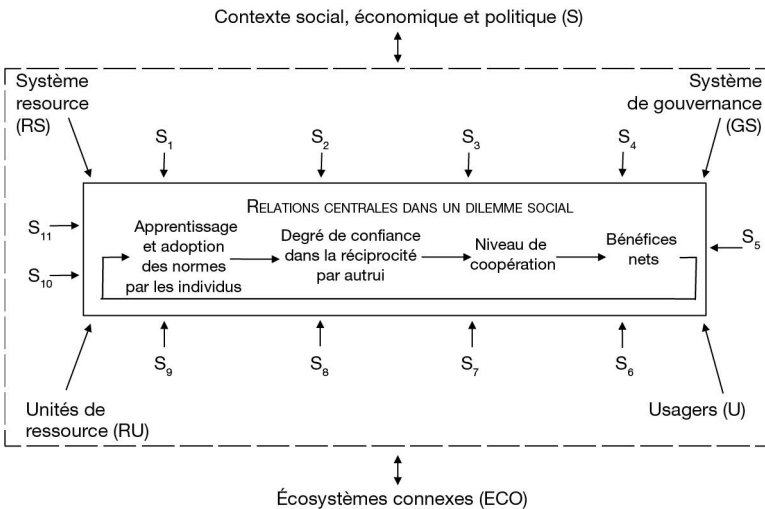 Contexte social, économique et politique (S)
Système
resource
(RS)
Système
de gouvernance
(GS)
S1
S2
S3
S4
RELATIONS CENTRALES DANS UN DILEMME SOCIAL
S11
S10
Apprentissage
et adoption
des normes
par les individus
Degré de confiance
dans la réciprocité
par autrui
Niveau de
coopération
Bénéfices
nets
S5
S9
S8
S7
S6
Unités de
ressource (RU)
Usagers (U)
Écosystèmes connexes (ECO)